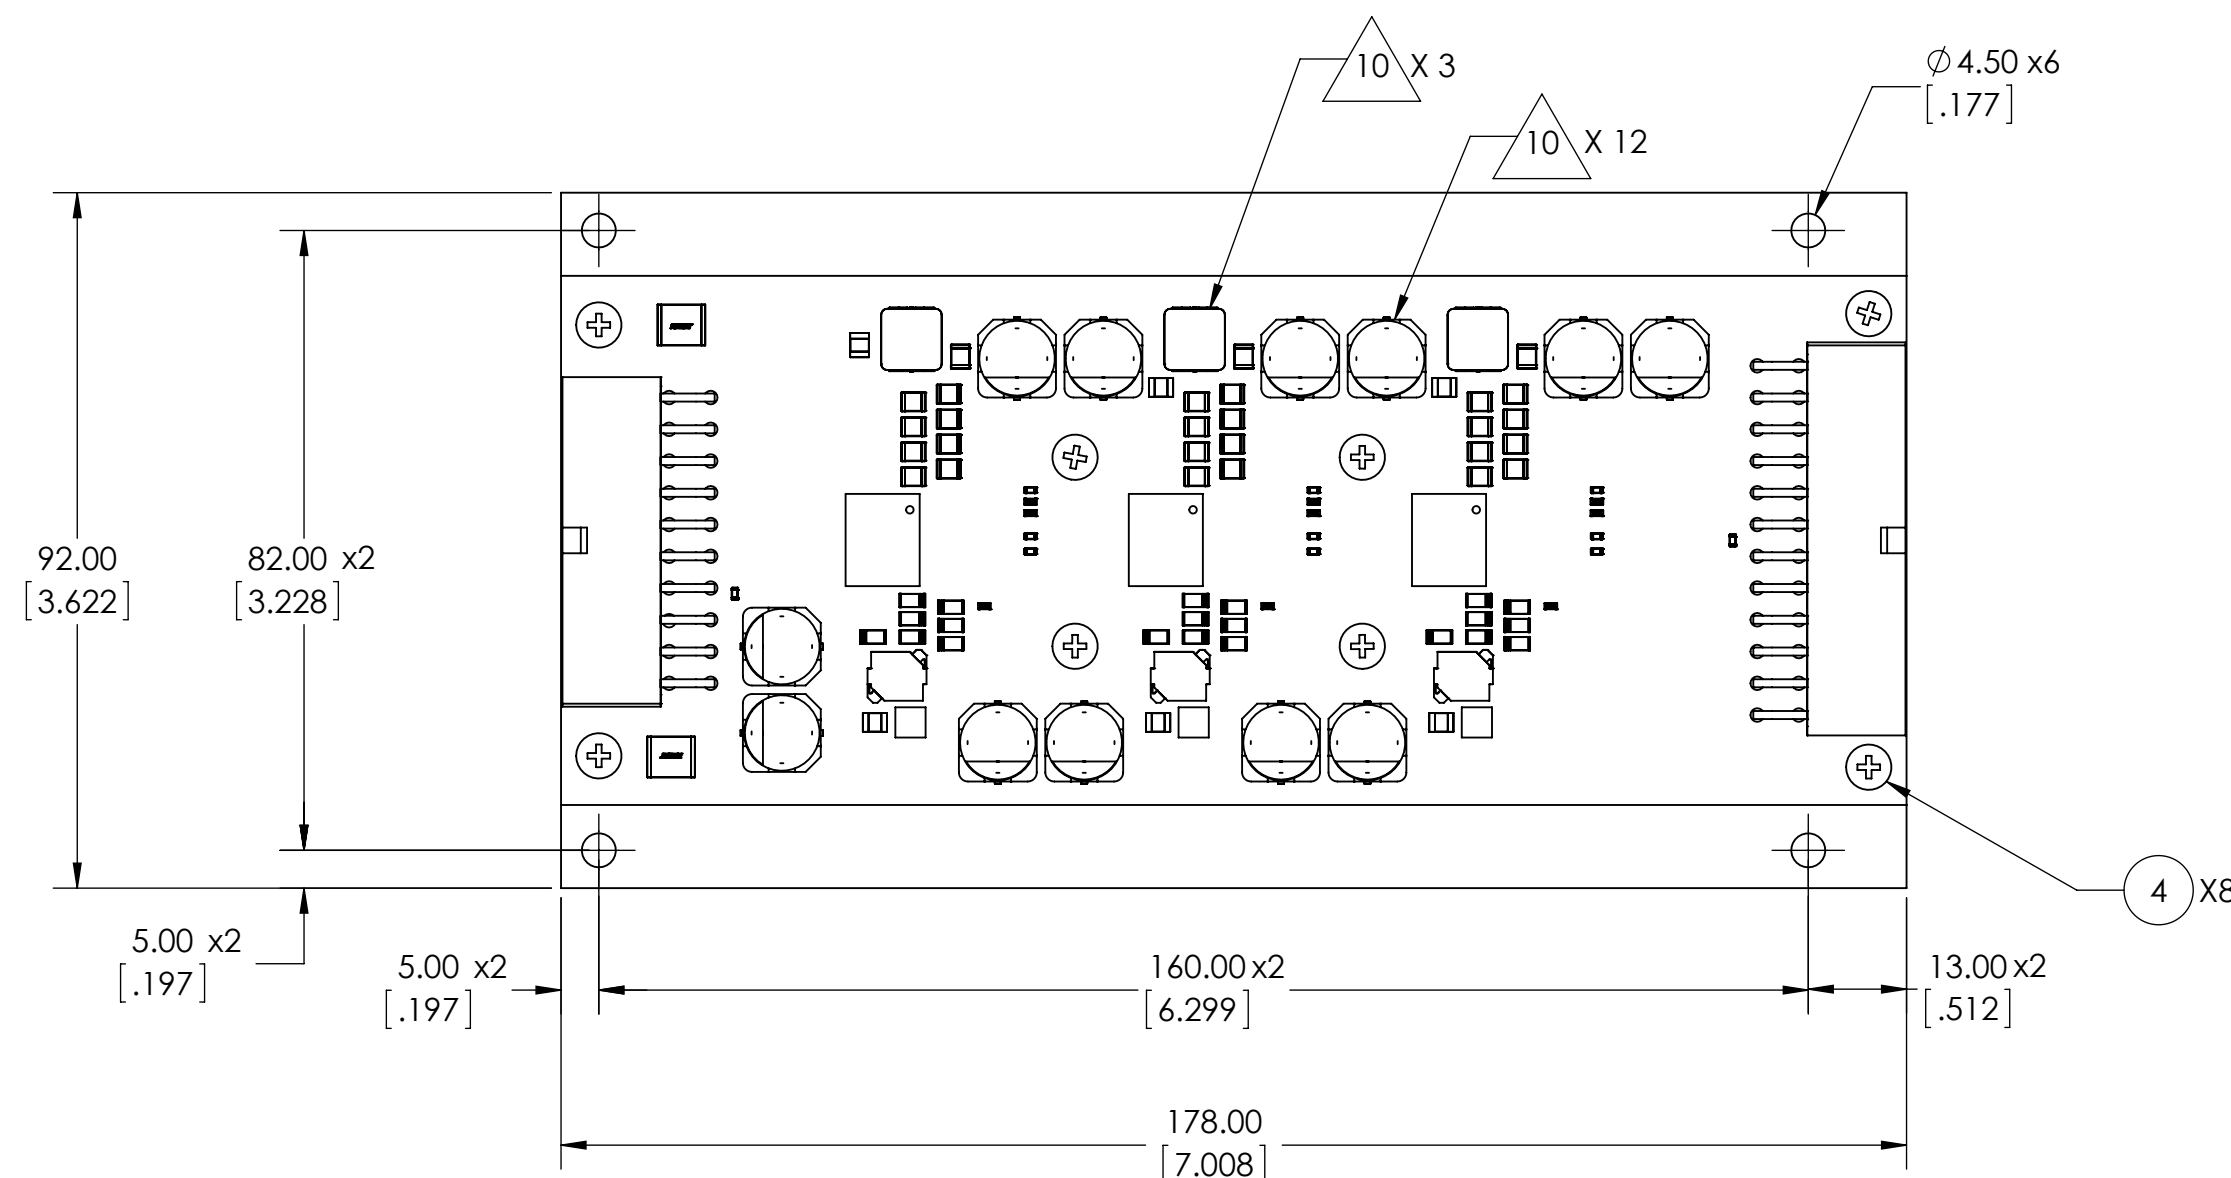 10 X 3
⌀ 4.50 x6
[.177]
10 X 12
92.00
[3.622]
82.00 x2
[3.228]
4 X8
5.00 x2
[.197]
5.00 x2
[.197]
160.00 x2
[6.299]
13.00 x2
[.512]
178.00
[7.008]